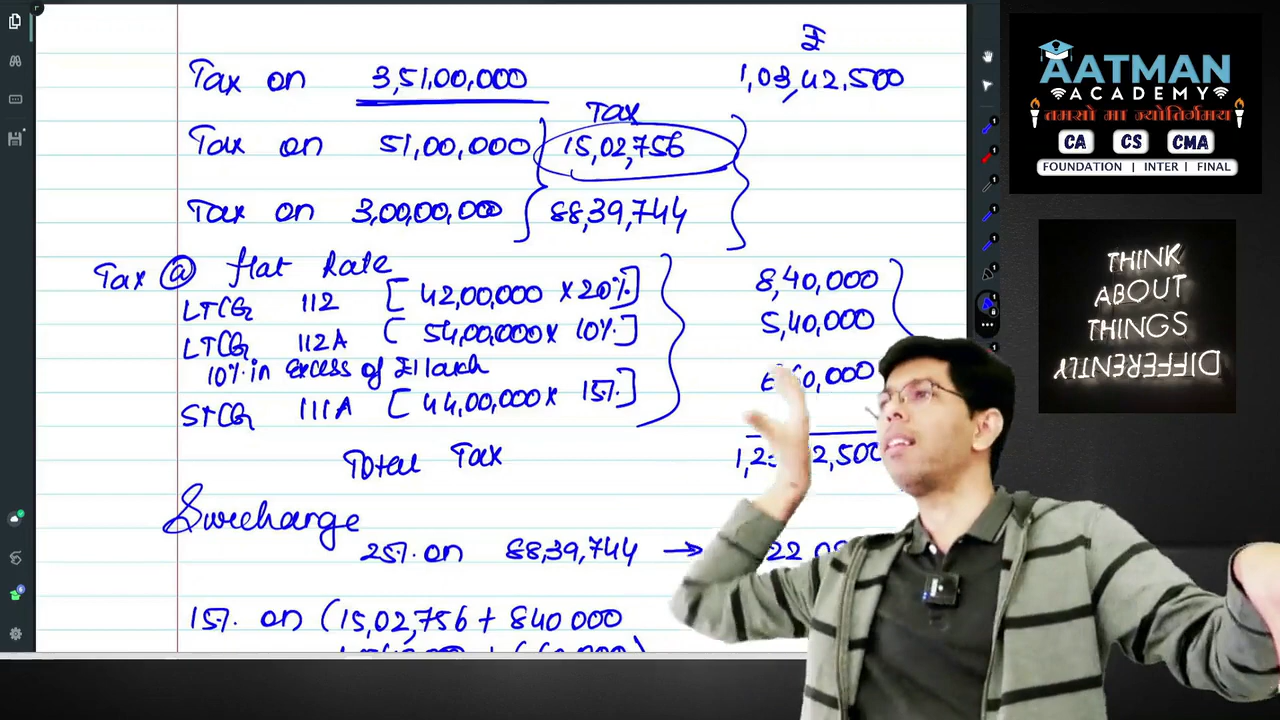 ₹
Tax on 3,51,00,000 1,03,42,500
Tax
Tax on 51,00,000 15,02,756
Tax on 3,00,00,000 88,39,744
Tax @ flat Rate
LTCG 112 [ 42,00,000 × 20% ] 8,40,000
LTCG 112A [ 54,00,000 × 10% ] 5,40,000
10% in excess of ₹1 lakh
STCG 111A [ 44,00,000 × 15% ] 60,000
Total Tax 2,500
Surcharge
25% on 88,39,744 →
15% on (15,02,756 + 840 000
AATMAN
ACADEMY
तमसो मा ज्योतिर्गमय
CA CS CMA
FOUNDATION | INTER | FINAL
THINK
ABOUT
THINGS
DIFFERENTLY